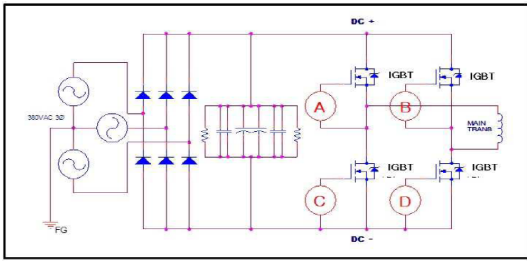 DC +
IGBT
IGBT
A
B
380VAC 3Ø
MAIN
TRANS
IGBT
IGBT
C
D
FG
DC -